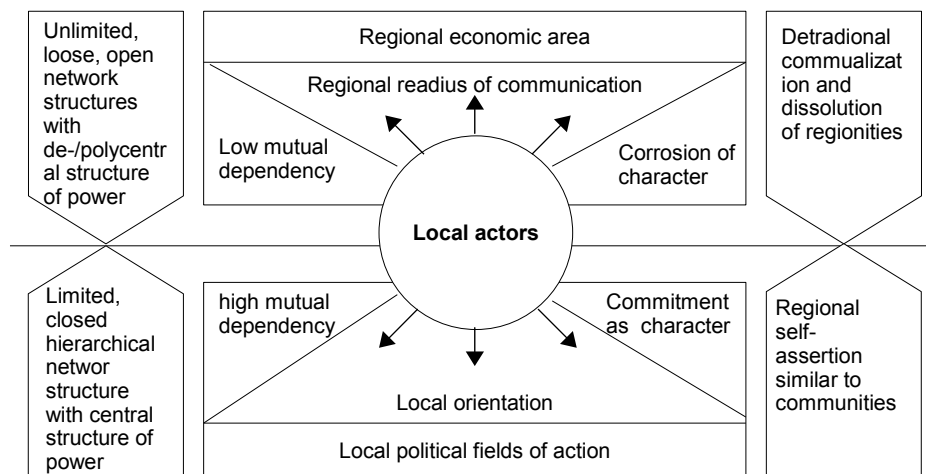 Unlimited,
loose, open
network
structures
with
de-/polycentr
al structure
of power
Regional economic area
Regional readius of communication
Low mutual
dependency
Corrosion of
character
Detradional
commualizat
ion and
dissolution
of regionities
Local actors
Limited,
closed
hierarchical
networ
structure
with central
structure of
power
high mutual
dependency
Commitment
as character
Local orientation
Local political fields of action
Regional
self-
assertion
similar to
communities